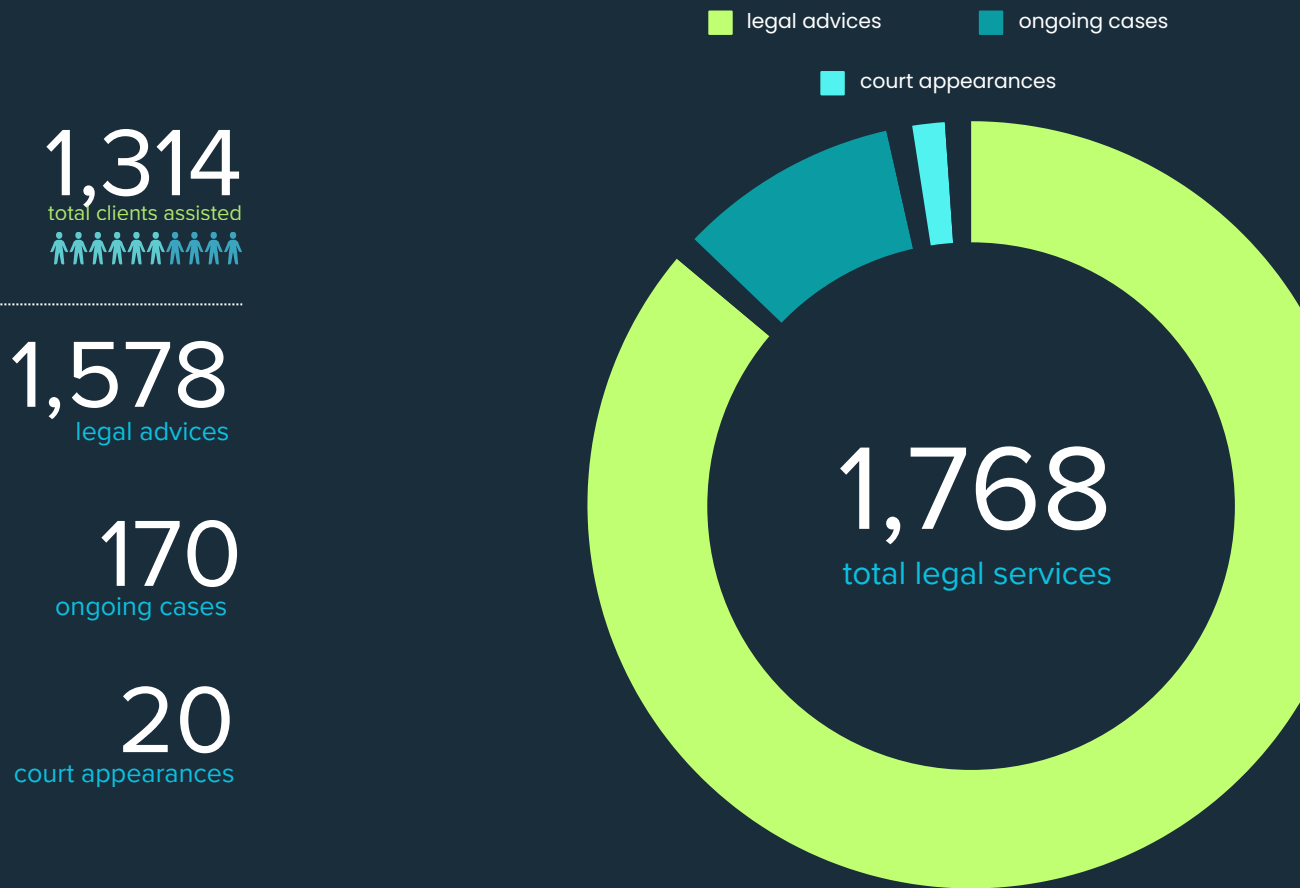 legal advices
ongoing cases
court appearances
1,314
total clients assisted
1,578
legal advices
170
ongoing cases
20
court appearances
1,768
total legal services